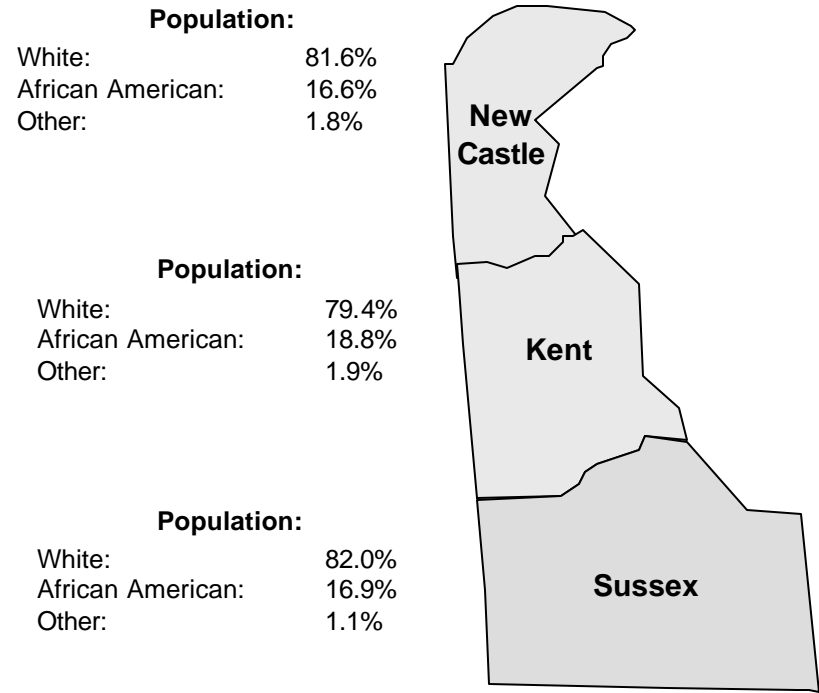 Population:
White: 81.6%
African American: 16.6%
Other: 1.8%
New
Castle
Population:
White: 79.4%
African American: 18.8%
Other: 1.9%
Kent
Population:
White: 82.0%
African American: 16.9%
Other: 1.1%
Sussex